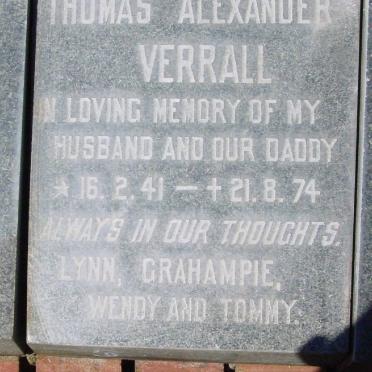 THOMAS ALEXANDER
VERRALL
IN LOVING MEMORY OF MY
HUSBAND AND OUR DADDY
* 16. 2. 41 — † 21. 8. 74
ALWAYS IN OUR THOUGHTS.
LYNN, GRAHAMPIE,
WENDY AND TOMMY.